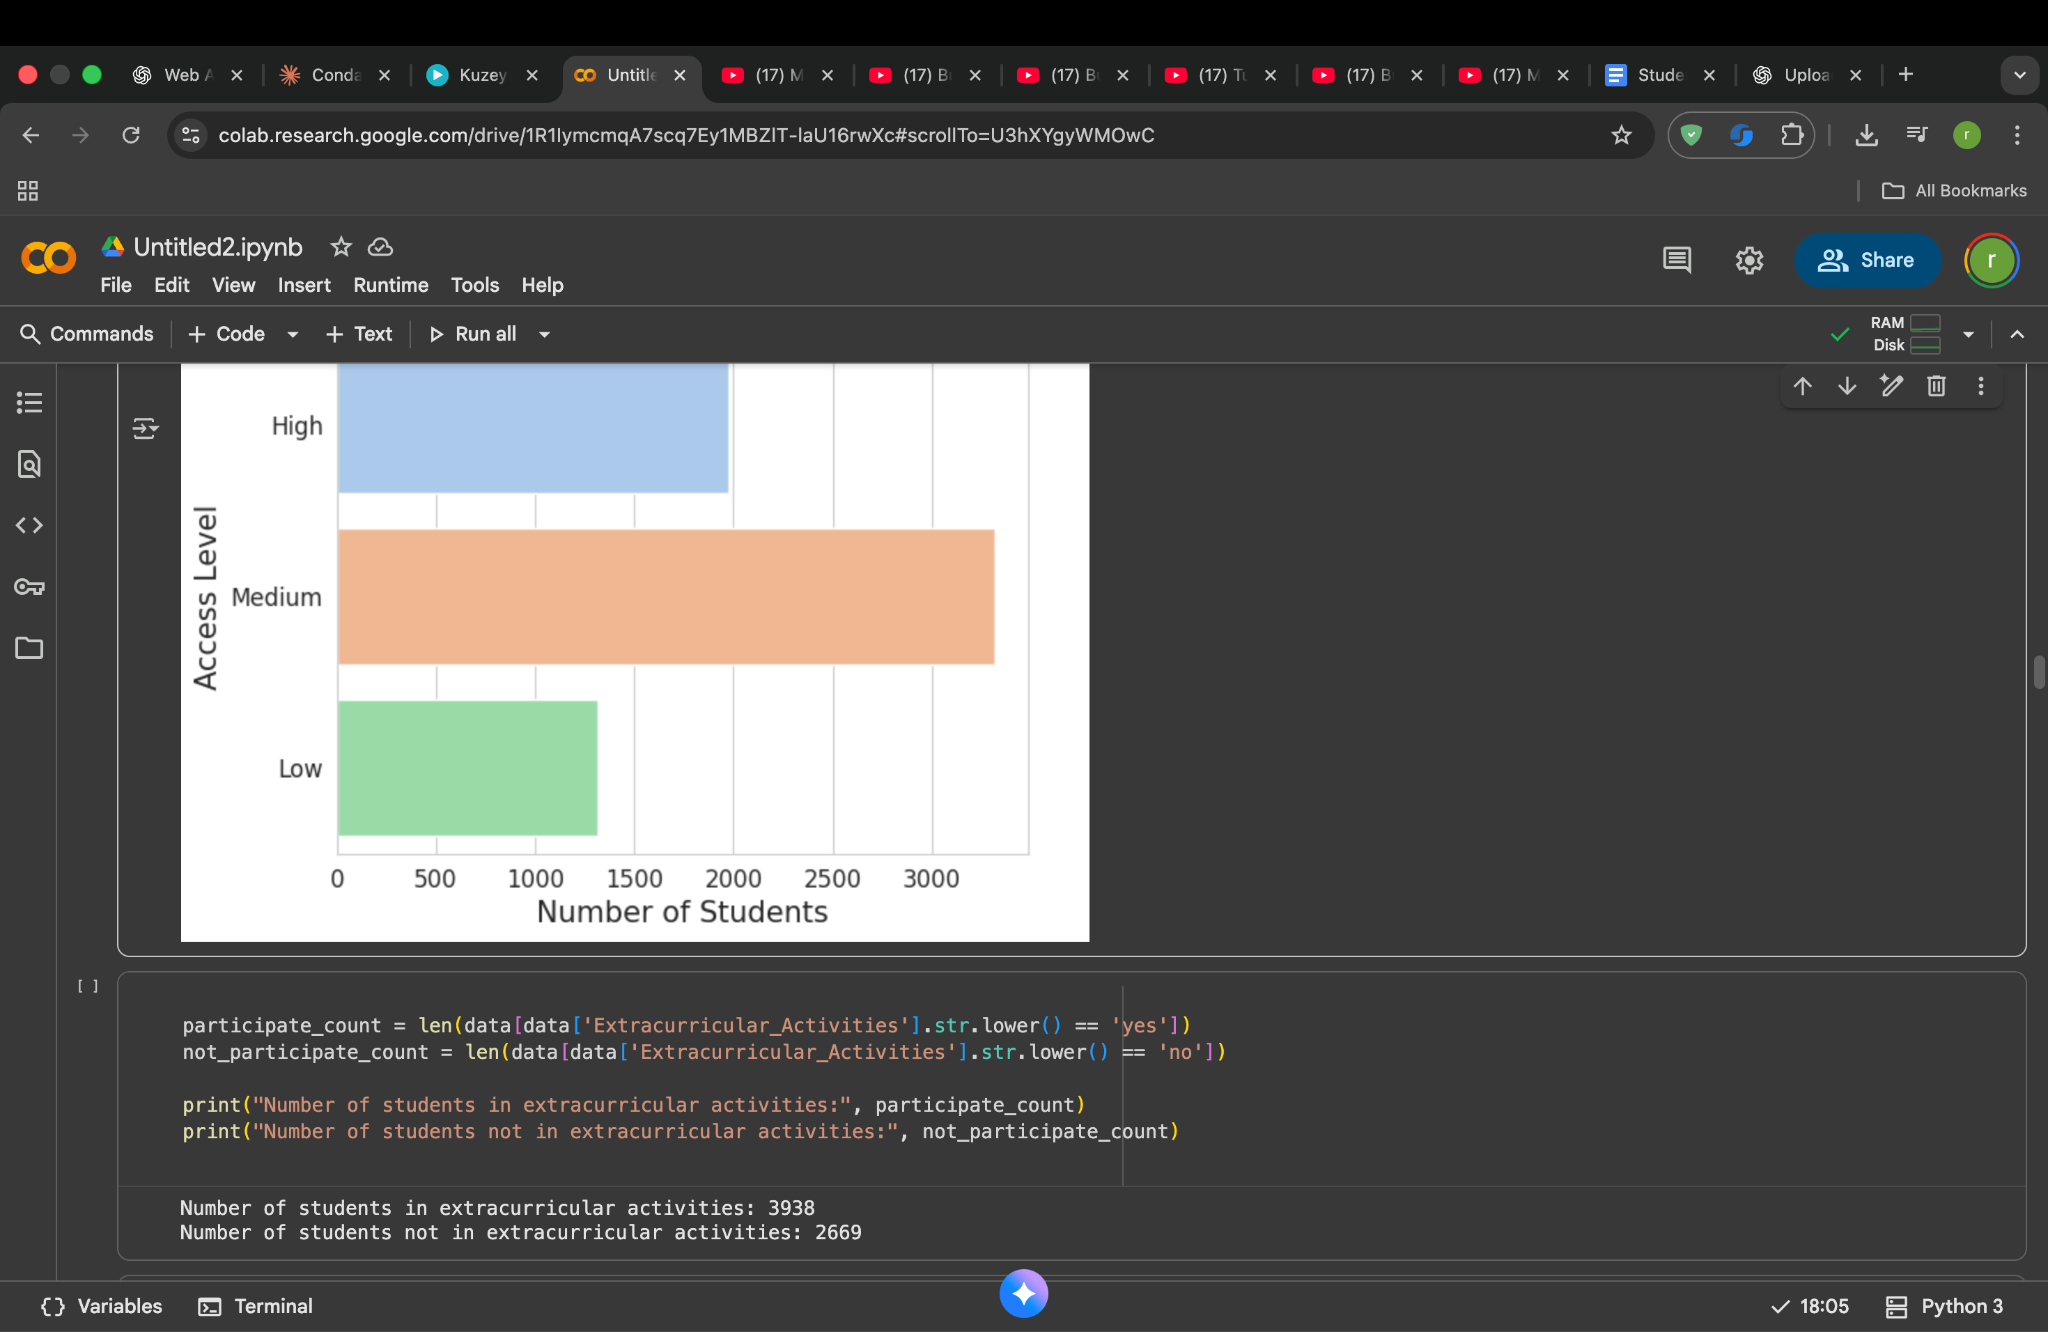 Web A
Conda
Kuzey
Untitle
(17) M
(17) B
(17) B
(17) Tu
(17) B
(17) M
Stude
Uploa
colab.research.google.com/drive/1R1lymcmqA7scq7Ey1MBZlT-laU16rwXc#scrollTo=U3hXYgyWMOwC
r
All Bookmarks
Untitled2.ipynb
File Edit View Insert Runtime Tools Help
Share
r
Commands + Code + Text Run all
RAM
Disk
High
Medium
Low
Access Level
0 500 1000 1500 2000 2500 3000
Number of Students
[ ]
participate_count = len(data[data['Extracurricular_Activities'].str.lower() == 'yes'])
not_participate_count = len(data[data['Extracurricular_Activities'].str.lower() == 'no'])
print("Number of students in extracurricular activities:", participate_count)
print("Number of students not in extracurricular activities:", not_participate_count)
Number of students in extracurricular activities: 3938
Number of students not in extracurricular activities: 2669
Variables Terminal
18:05 Python 3